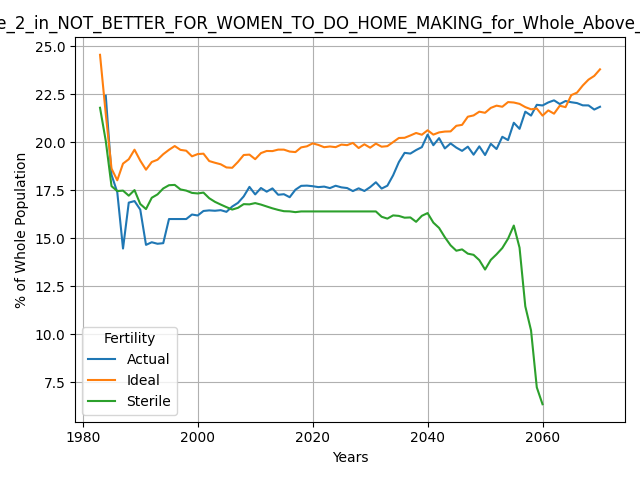 e_2_in_NOT_BETTER_FOR_WOMEN_TO_DO_HOME_MAKING_for_Whole_Above_
25.0
22.5
20.0
17.5
15.0
12.5
10.0
7.5
% of Whole Population
Fertility
Actual
Ideal
Sterile
1980 2000 2020 2040 2060
Years